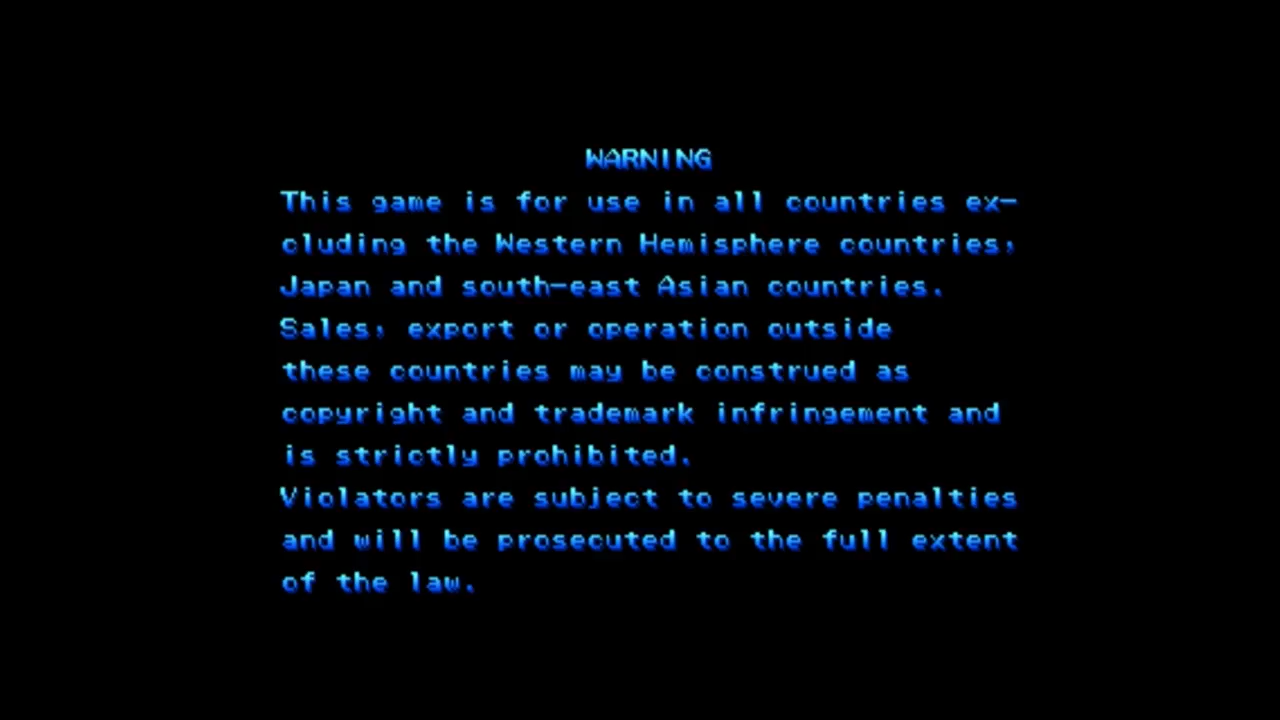 WARNING
This game is for use in all countries ex-
cluding the Western Hemisphere countries,
Japan and south-east Asian countries.
Sales, export or operation outside
these countries may be construed as
copyright and trademark infringement and
is strictly prohibited.
Violators are subject to severe penalties
and will be prosecuted to the full extent
of the law.